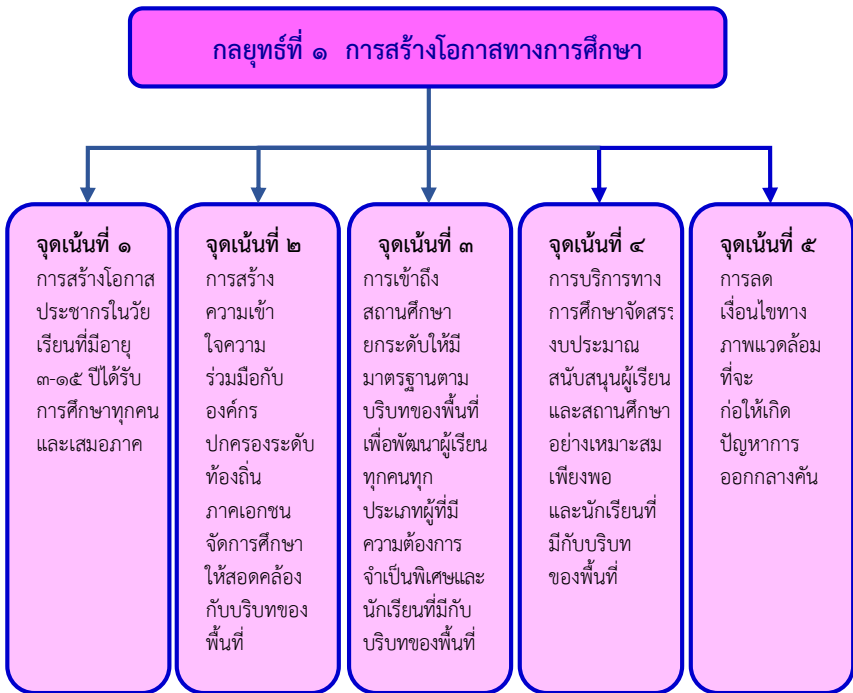 กลยุทธ์ที่ ๑ การสร้างโอกาสทางการศึกษา
จุดเน้นที่ ๑
การสร้างโอกาส
ประชากรในวัย
เรียนที่มีอายุ
๓-๑๕ ปีได้รับ
การศึกษาทุกคน
และเสมอภาค
จุดเน้นที่ ๒
การสร้าง
ความเข้า
ใจความ
ร่วมมือกับ
องค์กร
ปกครองระดับ
ท้องถิ่น
ภาคเอกชน
จัดการศึกษา
ให้สอดคล้อง
กับบริบทของ
พื้นที่
จุดเน้นที่ ๓
การเข้าถึง
สถานศึกษา
ยกระดับให้มี
มาตรฐานตาม
บริบทของพื้นที่
เพื่อพัฒนาผู้เรียน
ทุกคนทุก
ประเภทผู้ที่มี
ความต้องการ
จำเป็นพิเศษและ
นักเรียนที่มีกับ
บริบทของพื้นที่
จุดเน้นที่ ๔
การบริการทาง
การศึกษาจัดสรร
งบประมาณ
สนับสนุนผู้เรียน
และสถานศึกษา
อย่างเหมาะสม
เพียงพอ
และนักเรียนที่
มีกับบริบท
ของพื้นที่
จุดเน้นที่ ๕
การลด
เงื่อนไขทาง
ภาพแวดล้อม
ที่จะ
ก่อให้เกิด
ปัญหาการ
ออกกลางคัน